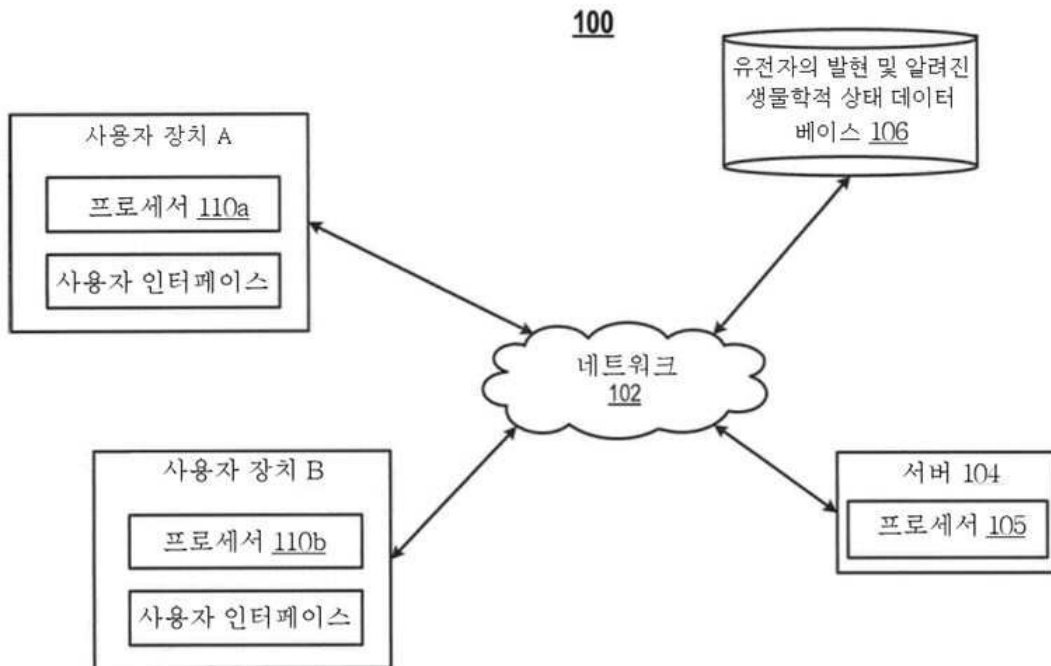 100
유전자의 발현 및 알려진
생물학적 상태 데이터
베이스 106
사용자 장치 A
프로세서 110a
사용자 인터페이스
네트워크
102
사용자 장치 B
프로세서 110b
사용자 인터페이스
서버 104
프로세서 105